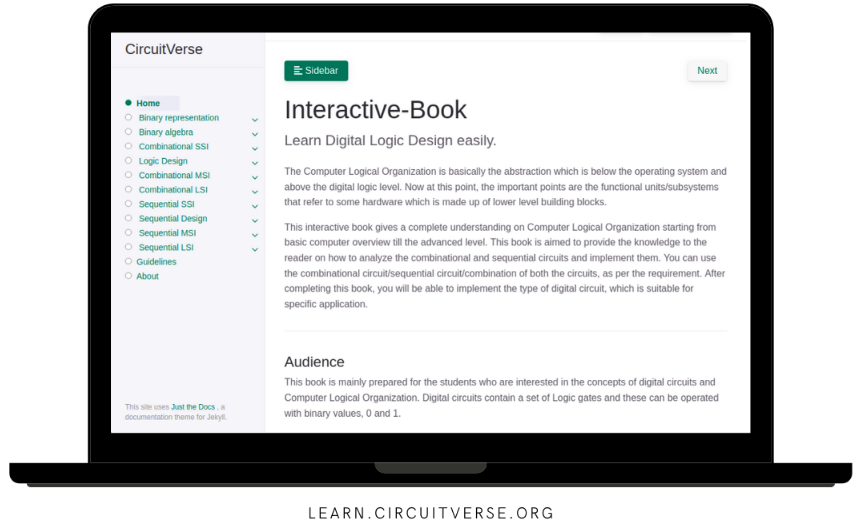 CircuitVerse
Sidebar
Next
Home
Binary representation
Binary algebra
Combinational SSI
Logic Design
Combinational MSI
Combinational LSI
Sequential SSI
Sequential Design
Sequential MSI
Sequential LSI
Guidelines
About
This site uses Just the Docs , a
documentation theme for Jekyll.
Interactive-Book
Learn Digital Logic Design easily.
The Computer Logical Organization is basically the abstraction which is below the operating system and
above the digital logic level. Now at this point, the important points are the functional units/subsystems
that refer to some hardware which is made up of lower level building blocks.
This interactive book gives a complete understanding on Computer Logical Organization starting from
basic computer overview till the advanced level. This book is aimed to provide the knowledge to the
reader on how to analyze the combinational and sequential circuits and implement them. You can use
the combinational circuit/sequential circuit/combination of both the circuits, as per the requirement. After
completing this book, you will be able to implement the type of digital circuit, which is suitable for
specific application.
Audience
This book is mainly prepared for the students who are interested in the concepts of digital circuits and
Computer Logical Organization. Digital circuits contain a set of Logic gates and these can be operated
with binary values, 0 and 1.
LEARN.CIRCUITVERSE.ORG